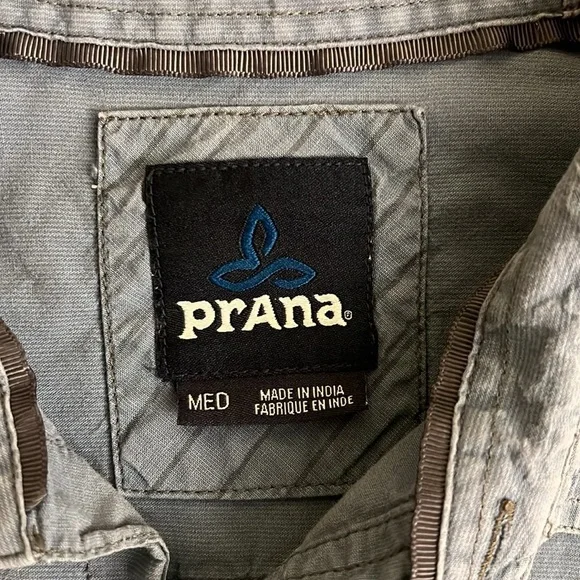 prAna®
MED
MADE IN INDIA
FABRIQUE EN INDE